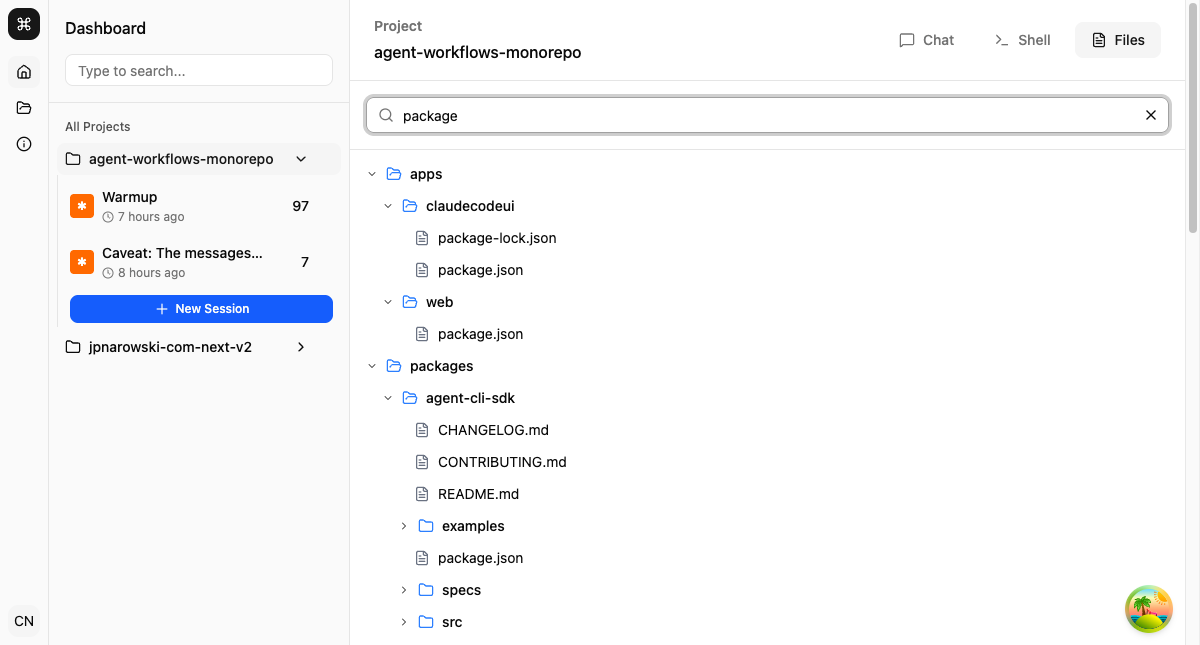 Dashboard
Type to search...
All Projects
agent-workflows-monorepo
Warmup
7 hours ago
97
Caveat: The messages...
8 hours ago
7
New Session
jpnarowski-com-next-v2
CN
Project
agent-workflows-monorepo
Chat
Shell
Files
package
apps
claudecodeui
package-lock.json
package.json
web
package.json
packages
agent-cli-sdk
CHANGELOG.md
CONTRIBUTING.md
README.md
examples
package.json
specs
src